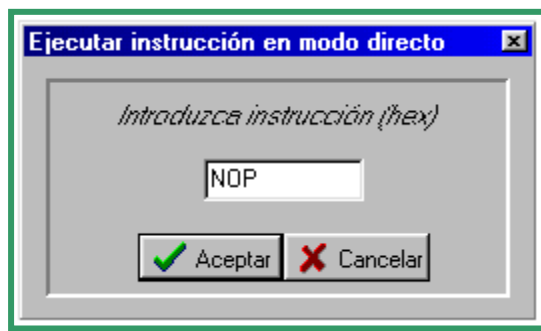 Ejecutar instrucción en modo directo
Introduzca instrucción (hex)
NOP
Aceptar Cancelar